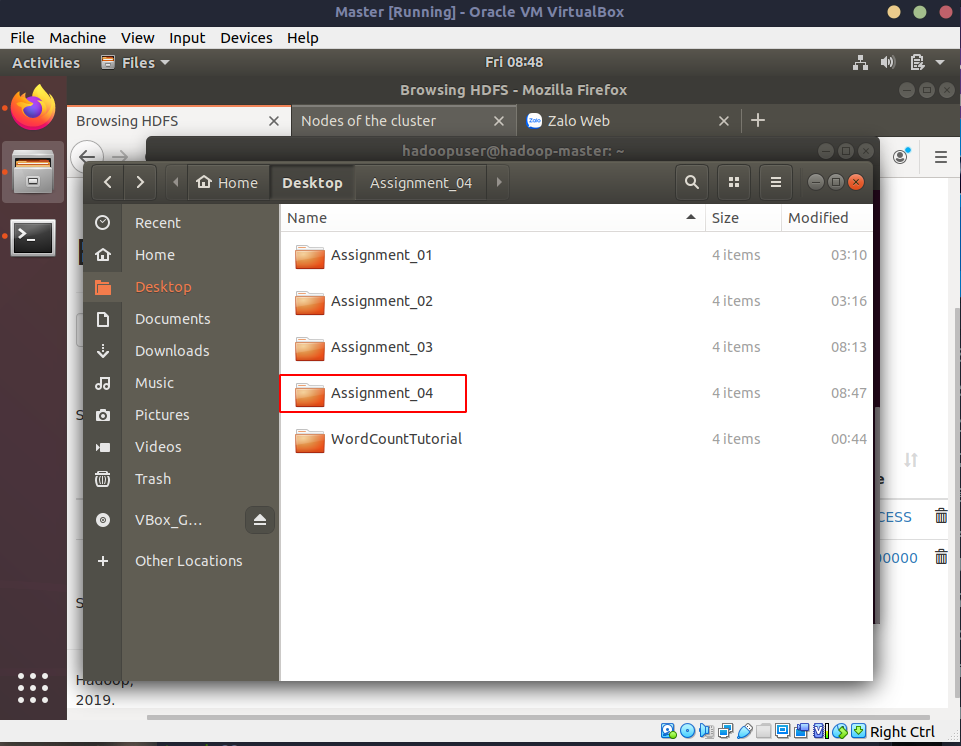 Master [Running] - Oracle VM VirtualBox
File Machine View Input Devices Help
Activities Files Fri 08:48
Browsing HDFS - Mozilla Firefox
Browsing HDFS Nodes of the cluster Zalo Zalo Web
hadoopuser@hadoop-master: ~
Home Desktop Assignment_04
Name Size Modified
Recent
Home
Desktop
Documents
Downloads
Music
Pictures
Videos
Trash
VBox_G...
Other Locations
Assignment_01 4 items 03:10
Assignment_02 4 items 03:16
Assignment_03 4 items 08:13
Assignment_04 4 items 08:47
WordCountTutorial 4 items 00:44
CESS
00000
Hadoop,
2019.
Right Ctrl